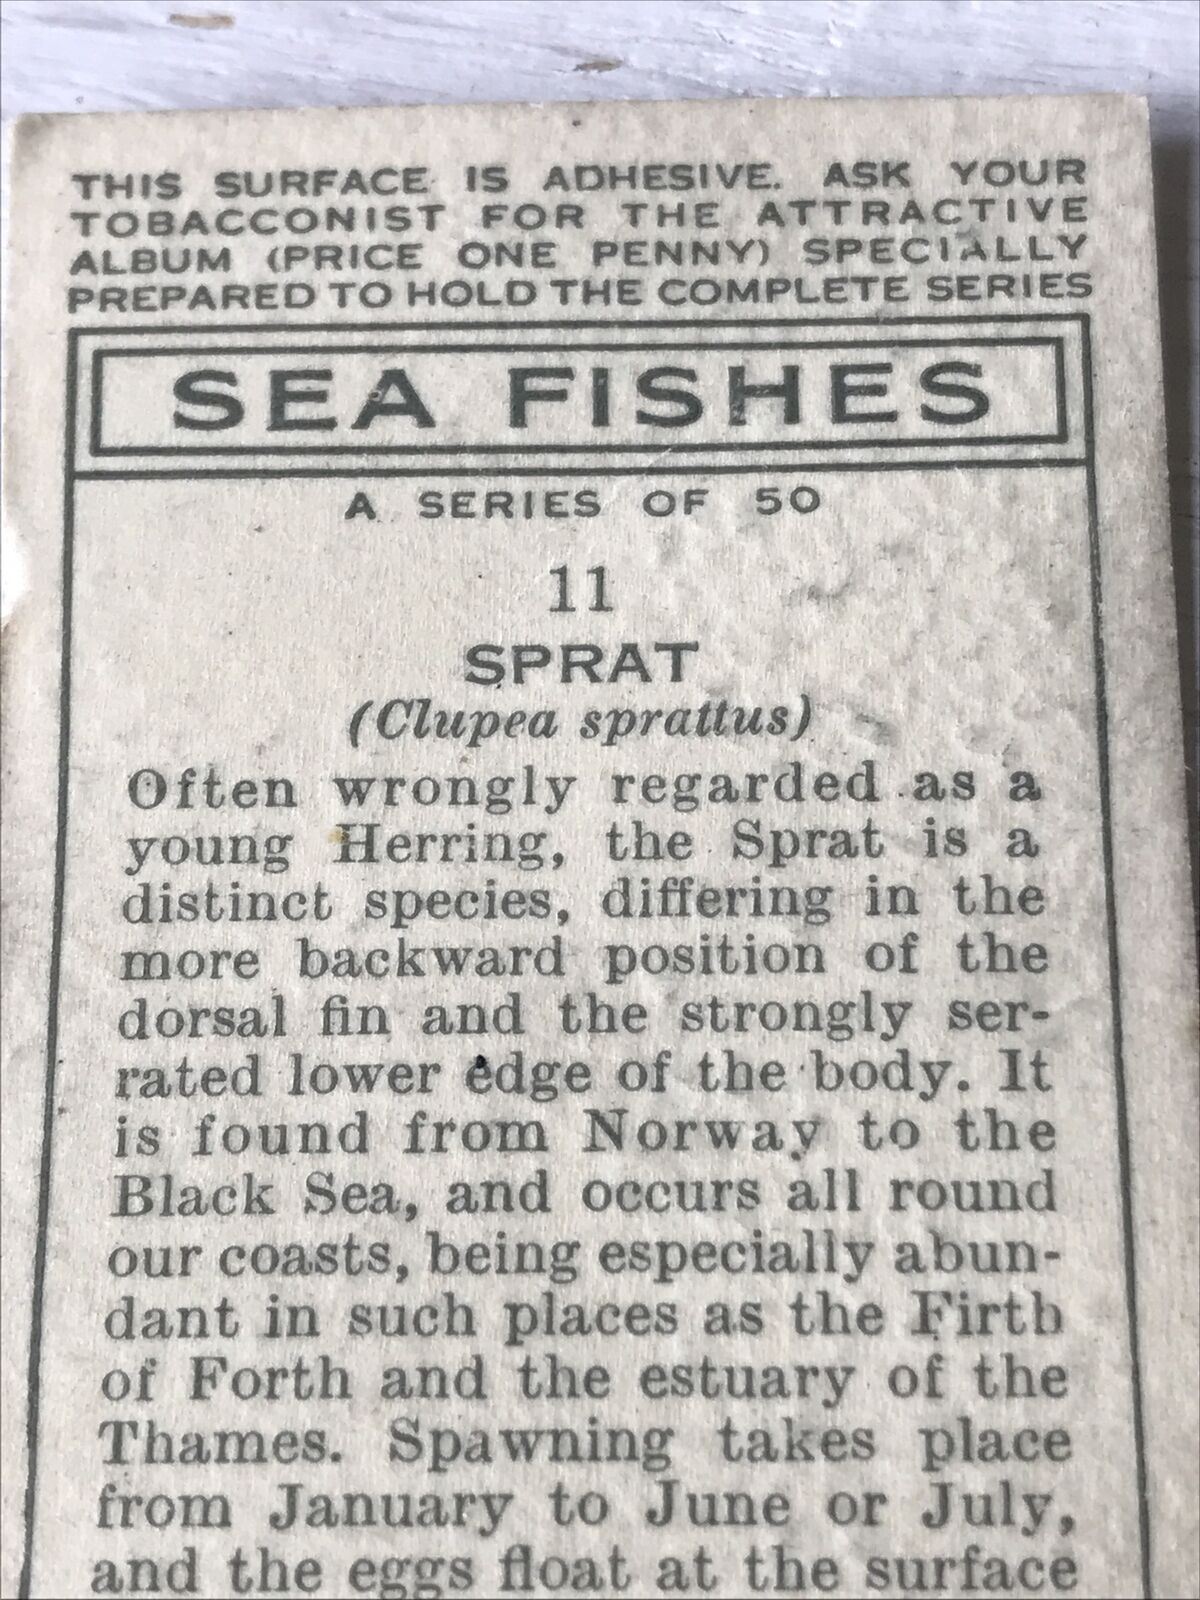 THIS SURFACE IS ADHESIVE. ASK YOUR
TOBACCONIST FOR THE ATTRACTIVE
ALBUM (PRICE ONE PENNY) SPECIALLY
PREPARED TO HOLD THE COMPLETE SERIES
SEA FISHES
A SERIES OF 50
11
SPRAT
(Clupea sprattus)
Often wrongly regarded as a
young Herring, the Sprat is a
distinct species, differing in the
more backward position of the
dorsal fin and the strongly ser-
rated lower edge of the body. It
is found from Norway to the
Black Sea, and occurs all round
our coasts, being especially abun-
dant in such places as the Firth
of Forth and the estuary of the
Thames. Spawning takes place
from January to June or July,
and the eggs float at the surface